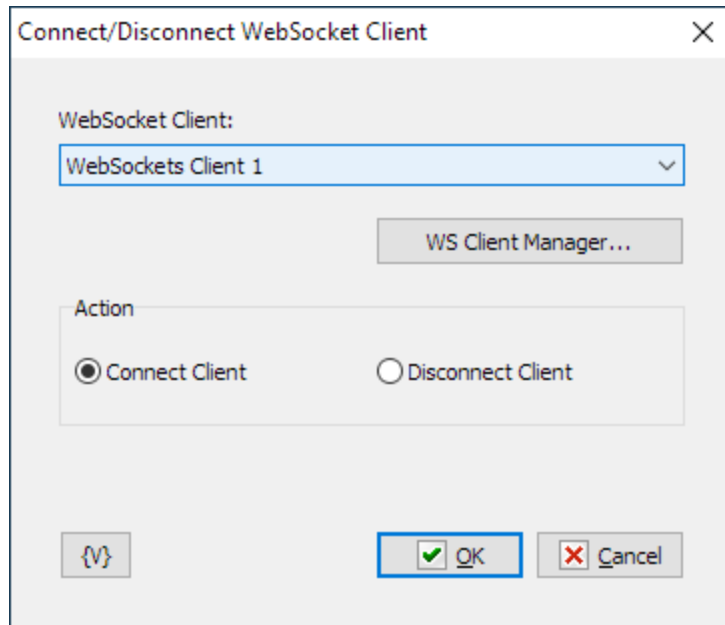 Connect/Disconnect WebSocket Client
WebSocket Client:
WebSockets Client 1
WS Client Manager...
Action
Connect Client
Disconnect Client
{V}
OK
Cancel